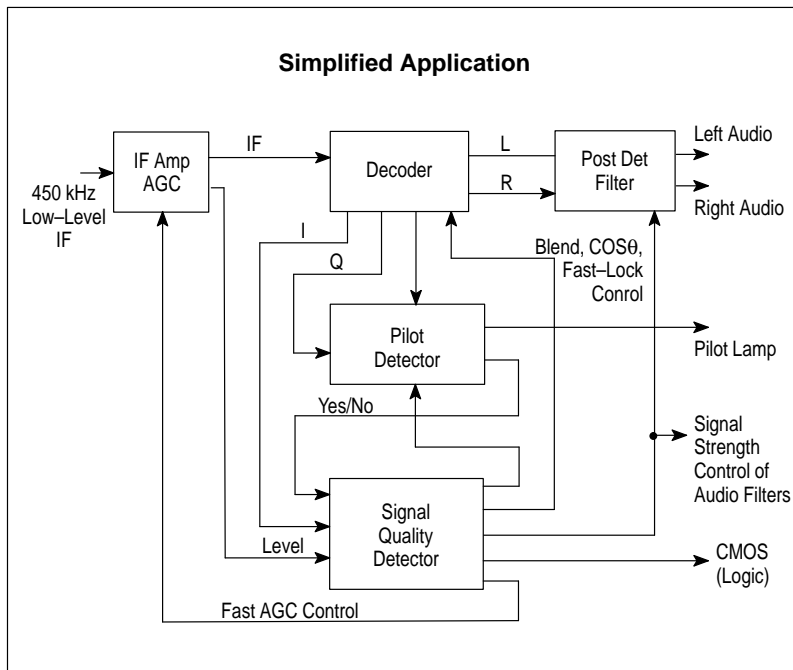 Simplified Application
IF
L
Left Audio
IF Amp
AGC
Decoder
Post Det
Filter
R
450 kHz
Low–Level
IF
Right Audio
I
Q
Blend, COSθ,
Fast–Lock
Conrol
Pilot
Detector
Pilot Lamp
Yes/No
Signal
Strength
Control of
Audio Filters
Signal
Quality
Detector
Level
CMOS
(Logic)
Fast AGC Control